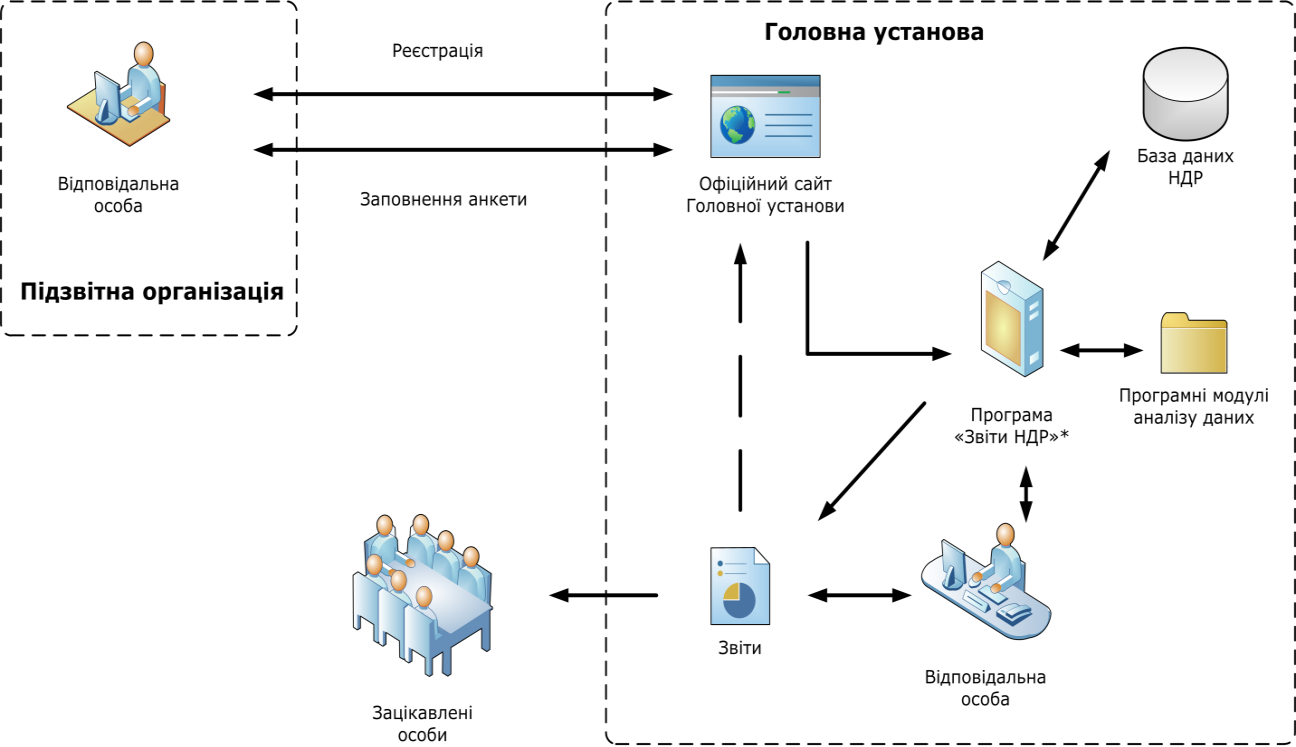 Головна установа
Реєстрація
База даних
НДР
Відповідальна
особа
Офіційний сайт
Головної установи
Заповнення анкети
Підзвітна організація
Програмні модулі
аналізу даних
Програма
«Звіти НДР»*
Звіти
Відповідальна
особа
Зацікавлені
особи